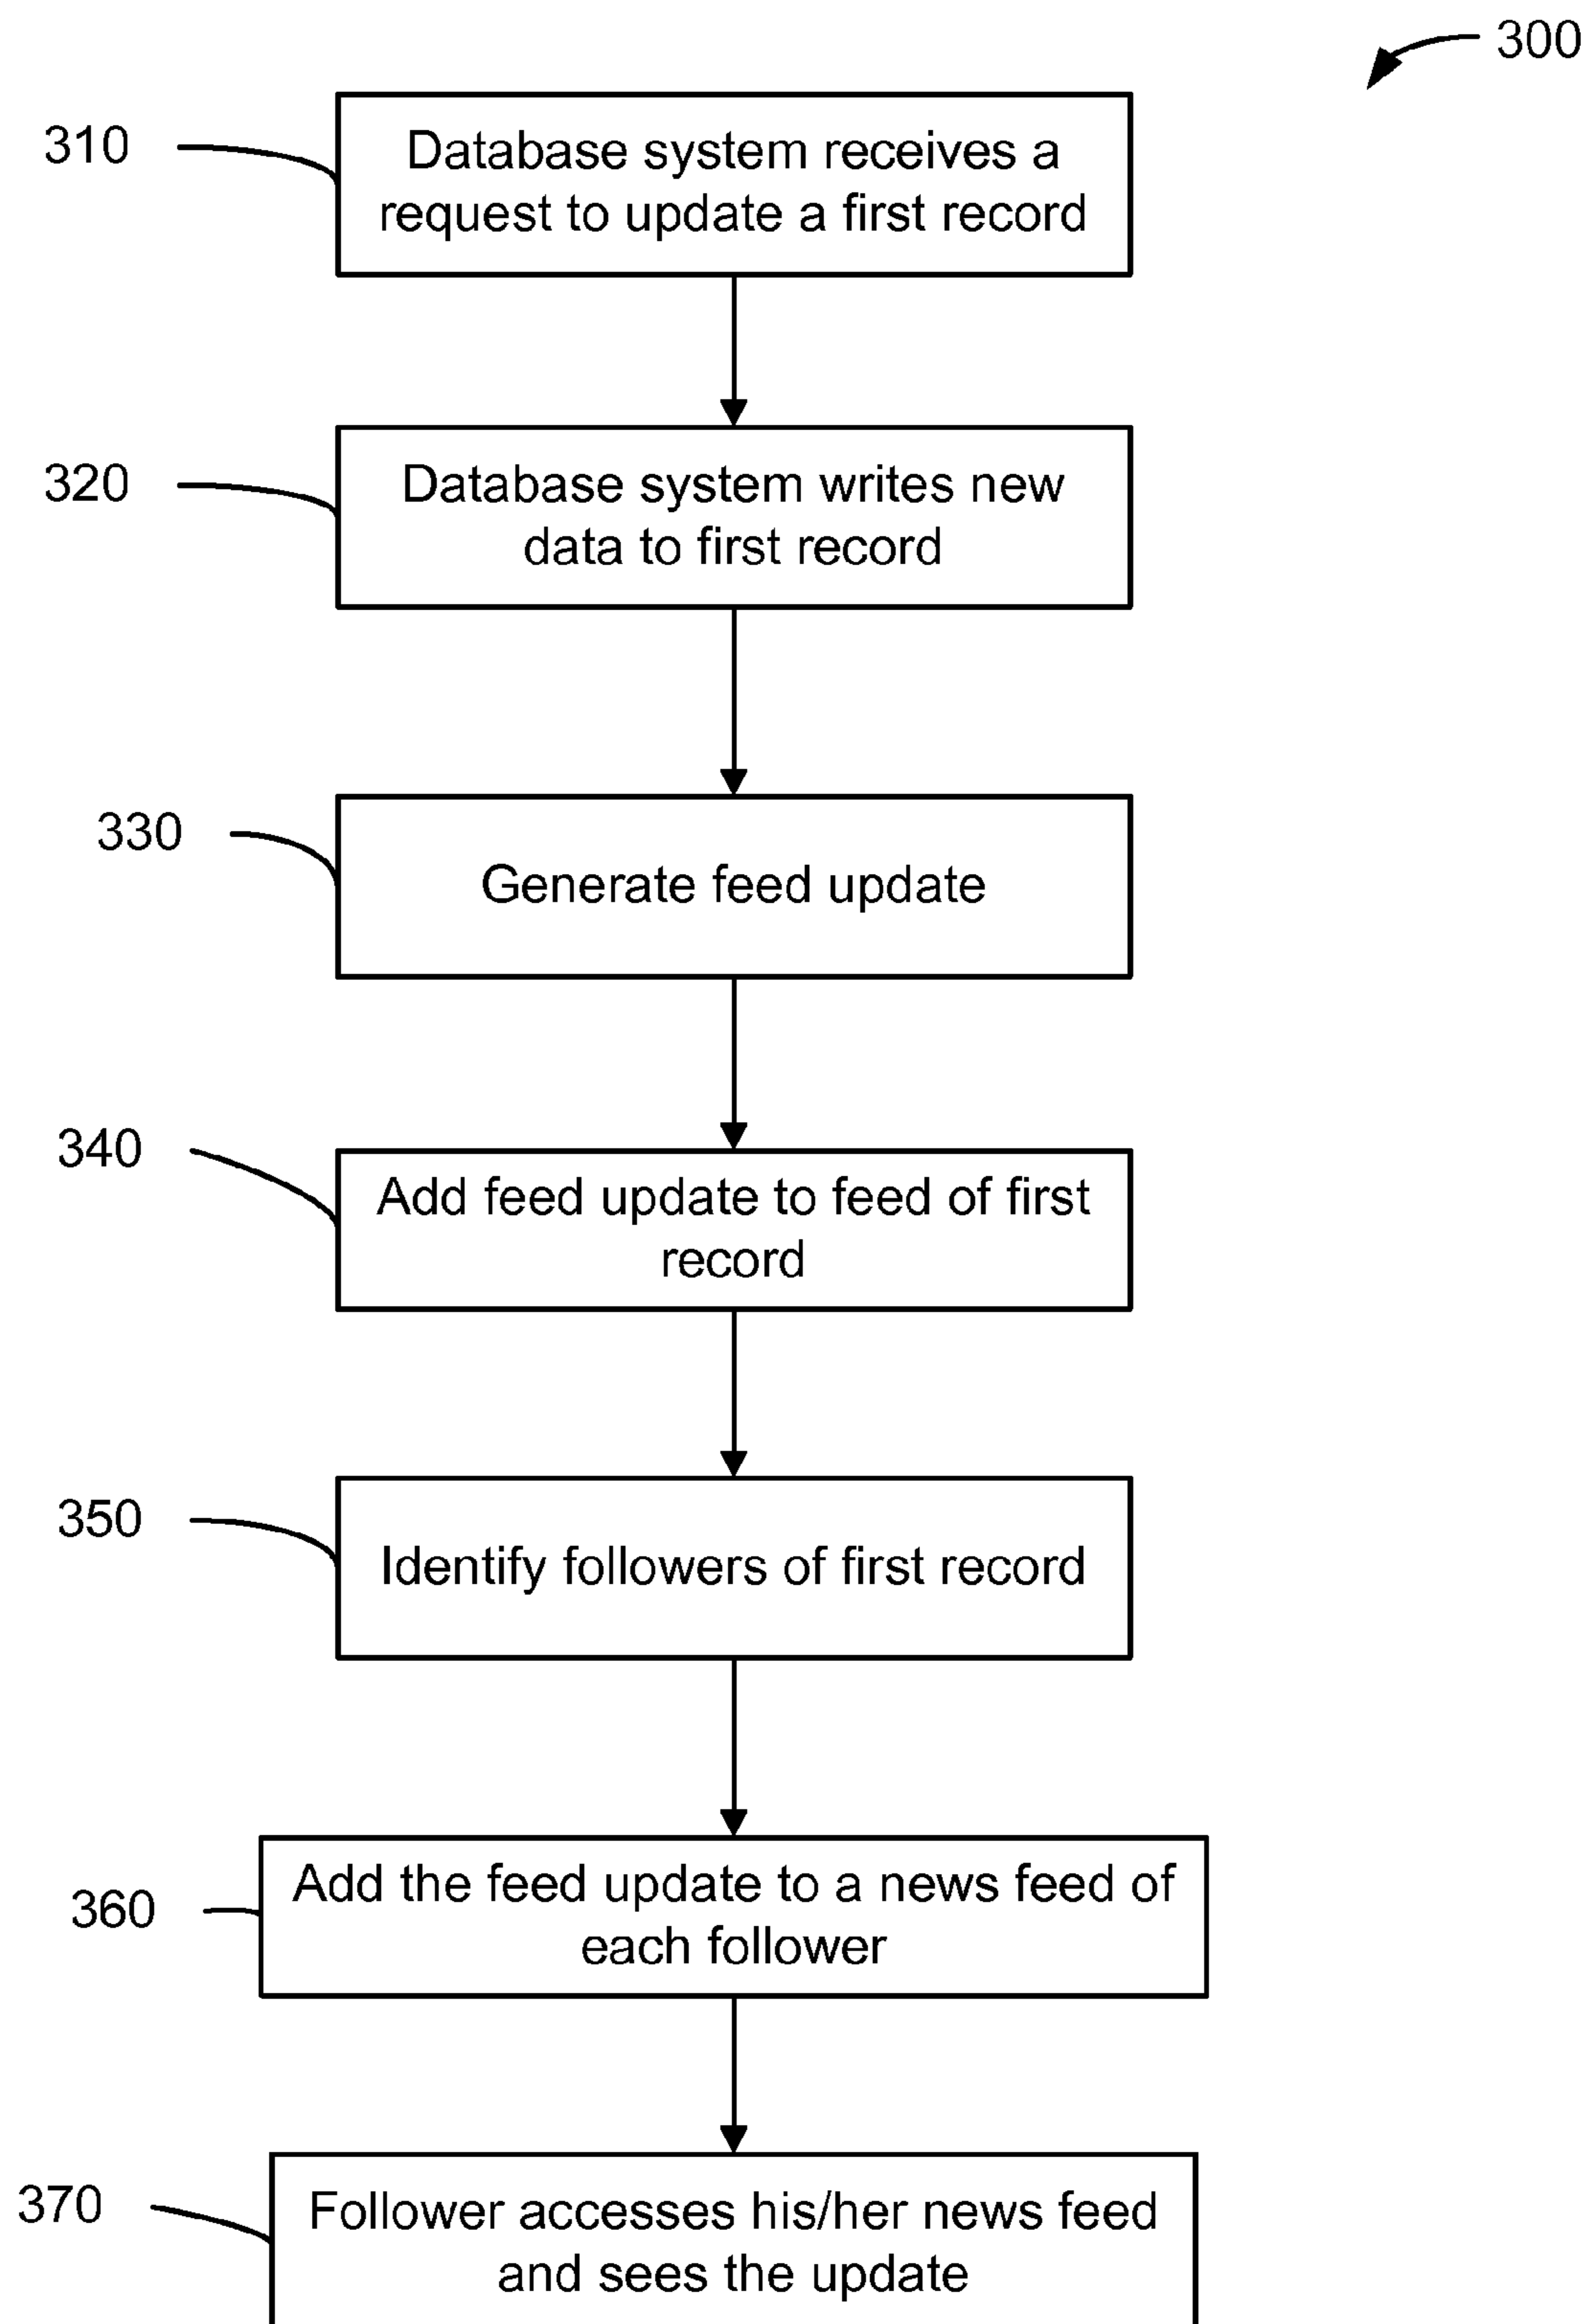 300
310
Database system receives a
request to update a first record
320
Database system writes new
data to first record
330
Generate feed update
340
Add feed update to feed of first
record
350
Identify followers of first record
360
Add the feed update to a news feed of
each follower
370
Follower accesses his/her news feed
and sees the update